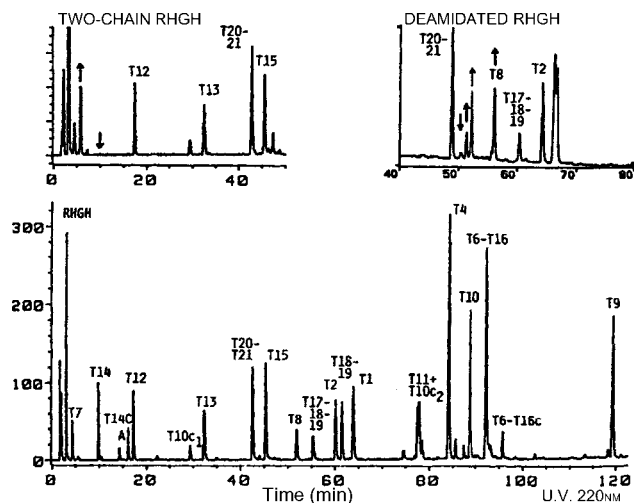 TWO-CHAIN RHGH
DEAMIDATED RHGH
T12
T13
T20-
21
T15
0
20
40
T20-
21
T8
T17-
18-
19
T2
40
50
60
70
80
RHGH
300
200
100
0
T7
T14
T14C
A
T12
T10c1
T13
T20-
T21
T15
T8
T17-
18-
19
T2
T18-
19
T1
T11+
T10c2
T4
T10
T6-T16
T6-T16c
T9
0
20
40
60
80
100
120
Time (min)
U.V. 220NM